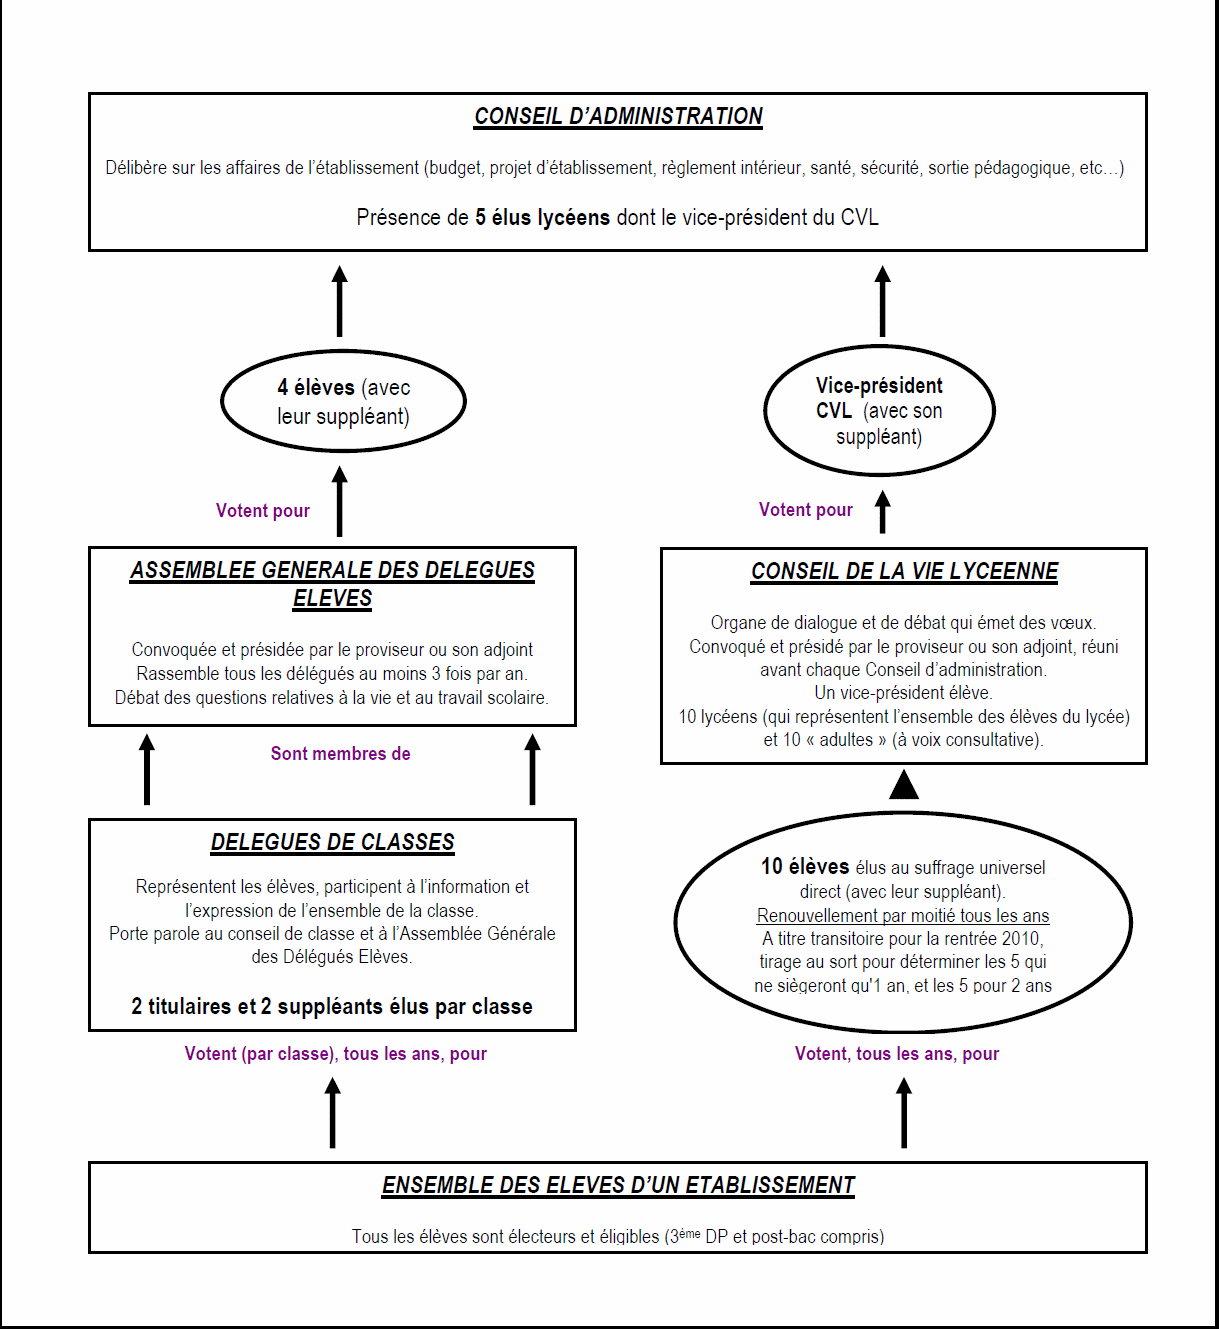 CONSEIL D’ADMINISTRATION
Délibère sur les affaires de l’établissement (budget, projet d’établissement, règlement intérieur, santé, sécurité, sortie pédagogique, etc…)
Présence de 5 élus lycéens dont le vice-président du CVL
4 élèves (avec
leur suppléant)
Vice-président
CVL (avec son
suppléant)
Votent pour
Votent pour
ASSEMBLEE GENERALE DES DELEGUES
ELEVES
Convoquée et présidée par le proviseur ou son adjoint
Rassemble tous les délégués au moins 3 fois par an.
Débat des questions relatives à la vie et au travail scolaire.
CONSEIL DE LA VIE LYCEENNE
Organe de dialogue et de débat qui émet des vœux.
Convoqué et présidé par le proviseur ou son adjoint, réuni
avant chaque Conseil d’administration.
Un vice-président élève.
10 lycéens (qui représentent l’ensemble des élèves du lycée)
et 10 « adultes » (à voix consultative).
Sont membres de
DELEGUES DE CLASSES
Représentent les élèves, participent à l’information et
l’expression de l’ensemble de la classe.
Porte parole au conseil de classe et à l’Assemblée Générale
des Délégués Elèves.
2 titulaires et 2 suppléants élus par classe
10 élèves élus au suffrage universel
direct (avec leur suppléant).
Renouvellement par moitié tous les ans
A titre transitoire pour la rentrée 2010,
tirage au sort pour déterminer les 5 qui
ne siègeront qu'1 an, et les 5 pour 2 ans
Votent (par classe), tous les ans, pour
Votent, tous les ans, pour
ENSEMBLE DES ELEVES D’UN ETABLISSEMENT
Tous les élèves sont électeurs et éligibles (3ème DP et post-bac compris)